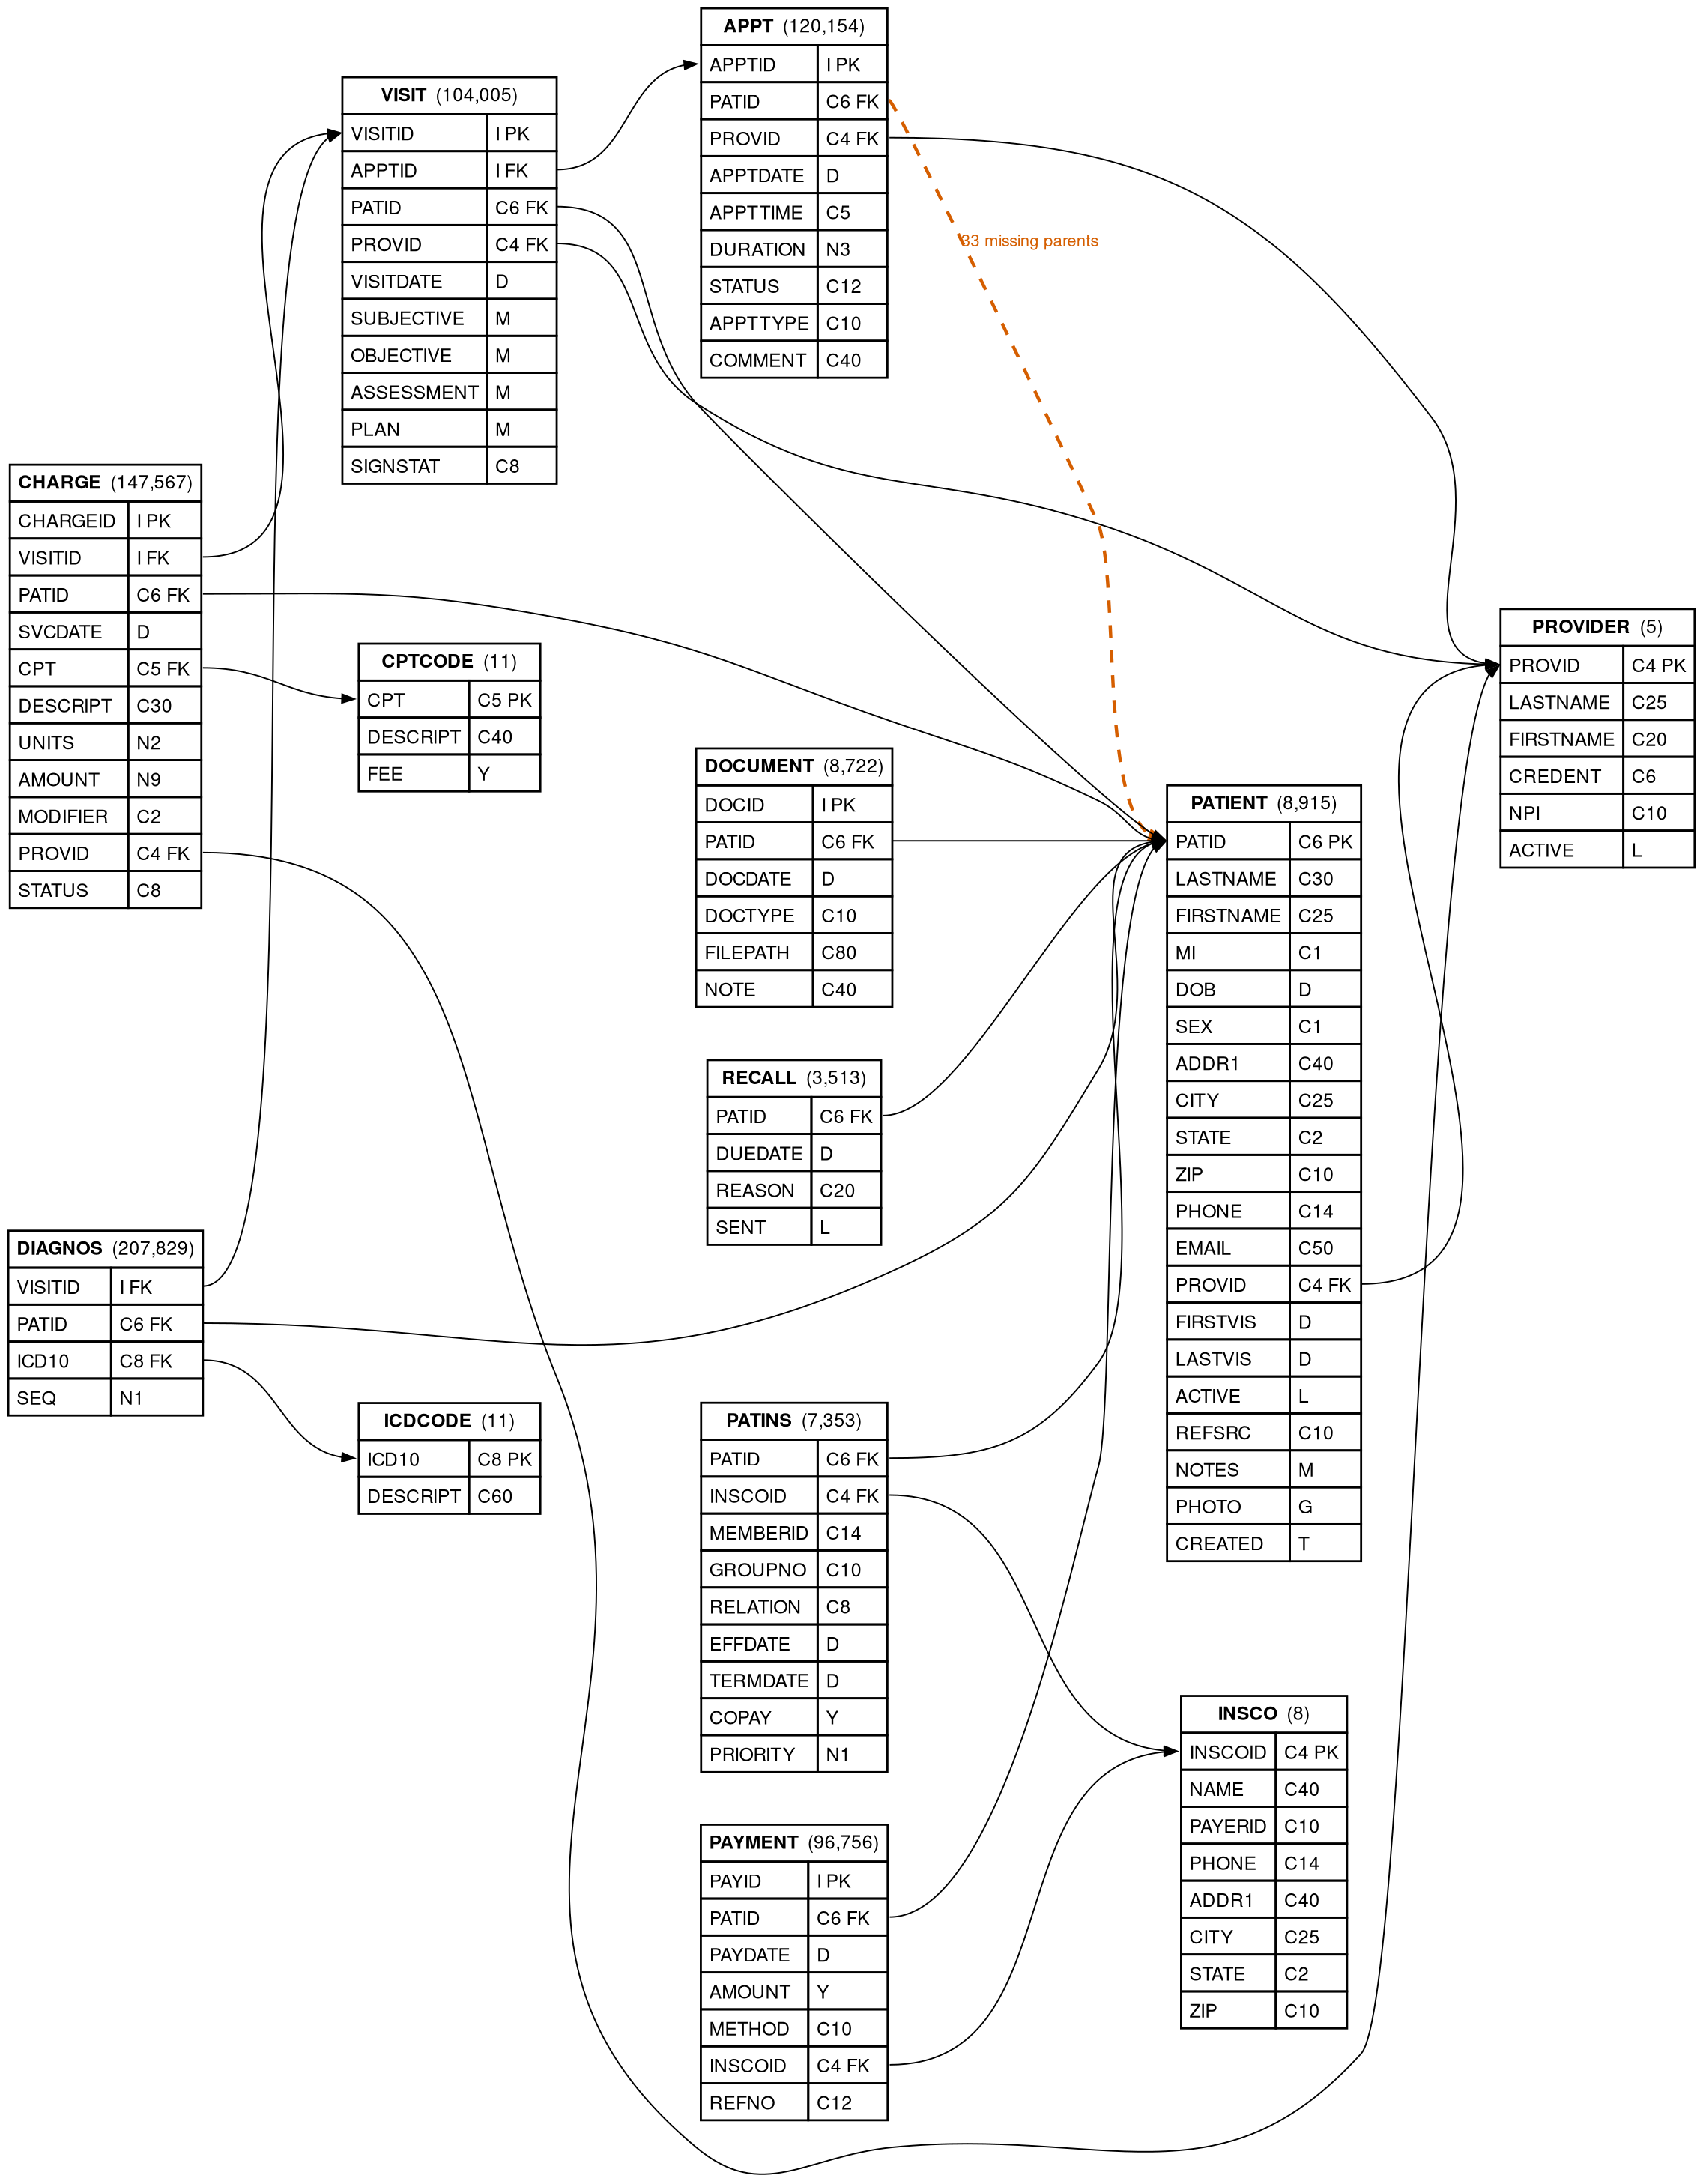 APPT (120,154)
APPTID I PK
PATID C6 FK
PROVID C4 FK
APPTDATE D
APPTTIME C5
DURATION N3
STATUS C12
APPTTYPE C10
COMMENT C40
VISIT (104,005)
VISITID I PK
APPTID I FK
PATID C6 FK
PROVID C4 FK
VISITDATE D
SUBJECTIVE M
OBJECTIVE M
ASSESSMENT M
PLAN M
SIGNSTAT C8
33 missing parents
CHARGE (147,567)
CHARGEID I PK
VISITID I FK
PATID C6 FK
SVCDATE D
CPT C5 FK
DESCRIPT C30
UNITS N2
AMOUNT N9
MODIFIER C2
PROVID C4 FK
STATUS C8
CPTCODE (11)
CPT C5 PK
DESCRIPT C40
FEE Y
PROVIDER (5)
PROVID C4 PK
LASTNAME C25
FIRSTNAME C20
CREDENT C6
NPI C10
ACTIVE L
DOCUMENT (8,722)
DOCID I PK
PATID C6 FK
DOCDATE D
DOCTYPE C10
FILEPATH C80
NOTE C40
PATIENT (8,915)
PATID C6 PK
LASTNAME C30
FIRSTNAME C25
MI C1
DOB D
SEX C1
ADDR1 C40
CITY C25
STATE C2
ZIP C10
PHONE C14
EMAIL C50
PROVID C4 FK
FIRSTVIS D
LASTVIS D
ACTIVE L
REFSRC C10
NOTES M
PHOTO G
CREATED T
RECALL (3,513)
PATID C6 FK
DUEDATE D
REASON C20
SENT L
DIAGNOS (207,829)
VISITID I FK
PATID C6 FK
ICD10 C8 FK
SEQ N1
ICDCODE (11)
ICD10 C8 PK
DESCRIPT C60
PATINS (7,353)
PATID C6 FK
INSCOID C4 FK
MEMBERID C14
GROUPNO C10
RELATION C8
EFFDATE D
TERMDATE D
COPAY Y
PRIORITY N1
INSCO (8)
INSCOID C4 PK
NAME C40
PAYERID C10
PHONE C14
ADDR1 C40
CITY C25
STATE C2
ZIP C10
PAYMENT (96,756)
PAYID I PK
PATID C6 FK
PAYDATE D
AMOUNT Y
METHOD C10
INSCOID C4 FK
REFNO C12